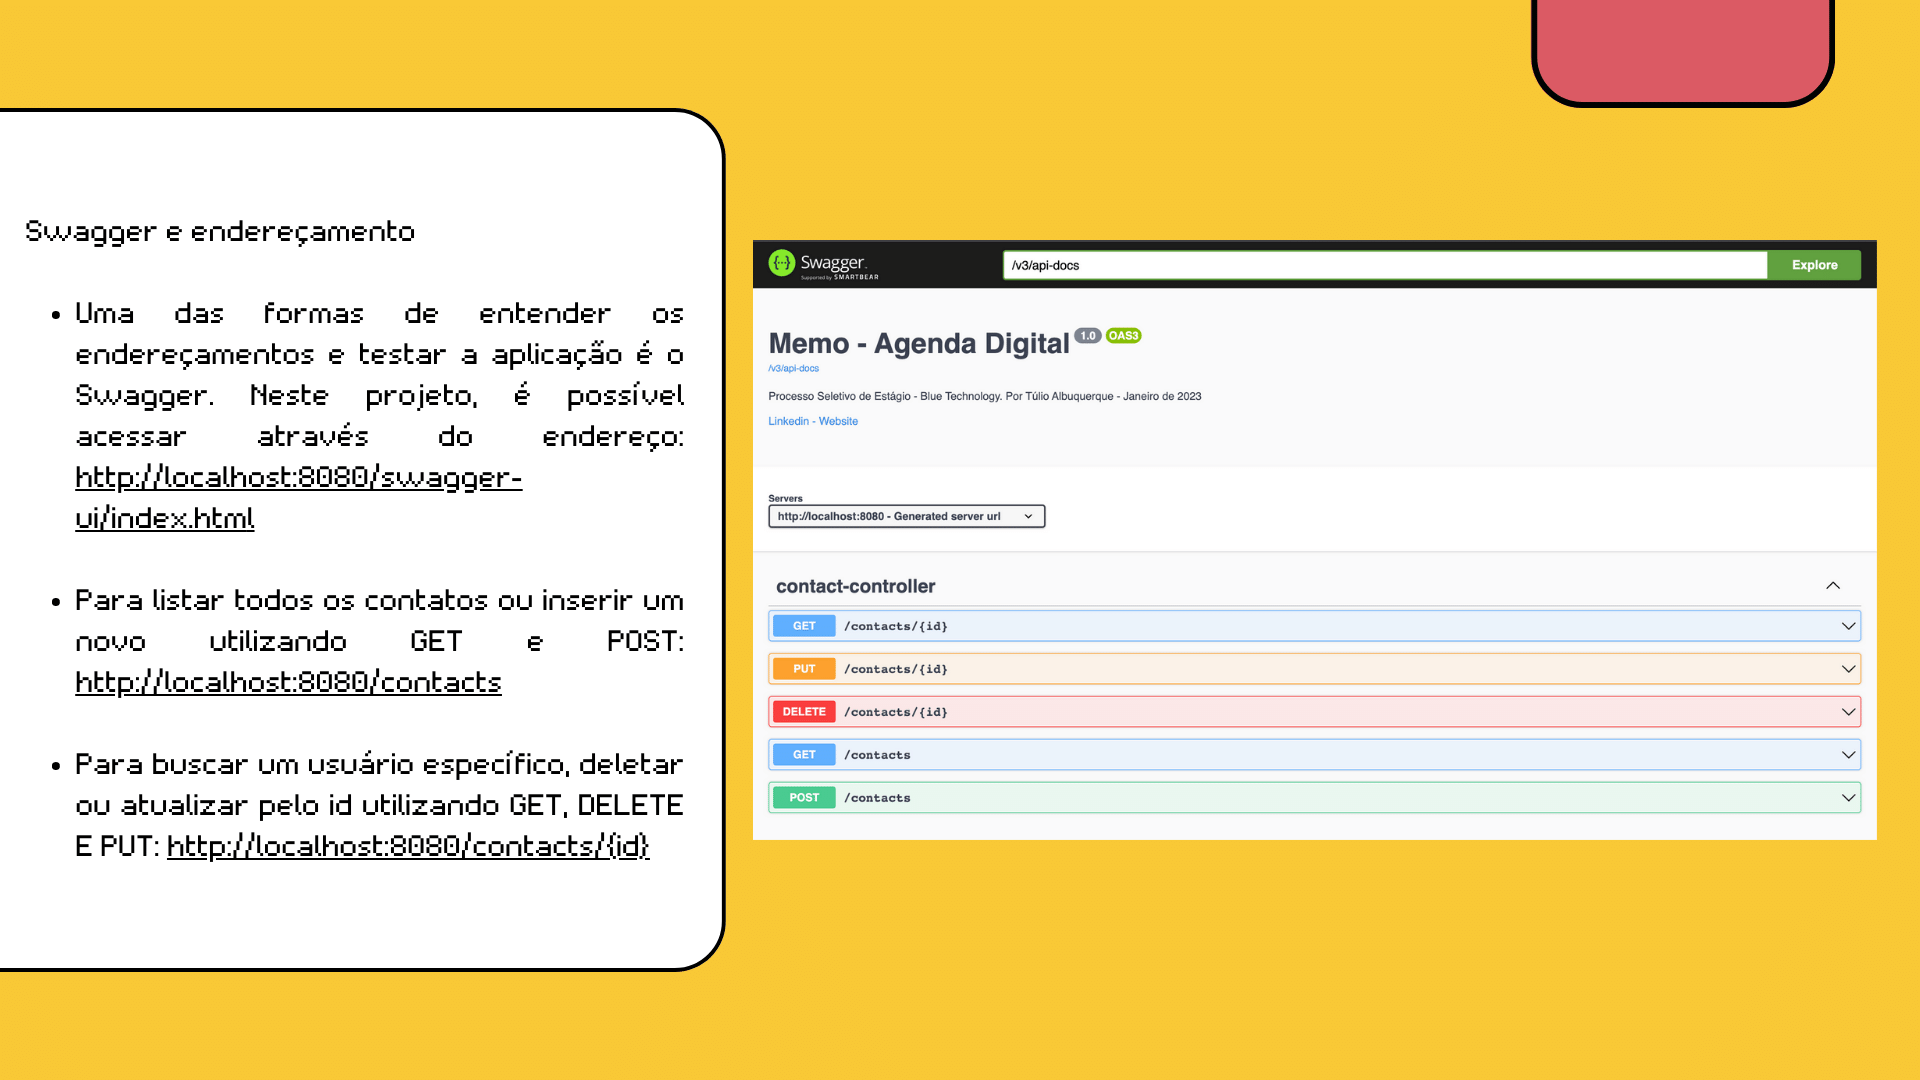 Swagger e endereçamento
Uma das formas de entender os
endereçamentos e testar a aplicação é o
Swagger. Neste projeto, é possível
acessar através do endereço:
http://localhost:8080/swagger-
ui/index.html
Para listar todos os contatos ou inserir um
novo utilizando GET e POST:
http://localhost:8080/contacts
Para buscar um usuário específico, deletar
ou atualizar pelo id utilizando GET, DELETE
E PUT: http://localhost:8080/contacts/{id}
{···} Swagger.
Supported by SMARTBEAR
/v3/api-docs
Explore
Memo - Agenda Digital 1.0 OAS3
/v3/api-docs
Processo Seletivo de Estágio - Blue Technology. Por Túlio Albuquerque - Janeiro de 2023
Linkedin - Website
Servers
http://localhost:8080 - Generated server url
contact-controller
GET /contacts/{id}
PUT /contacts/{id}
DELETE /contacts/{id}
GET /contacts
POST /contacts